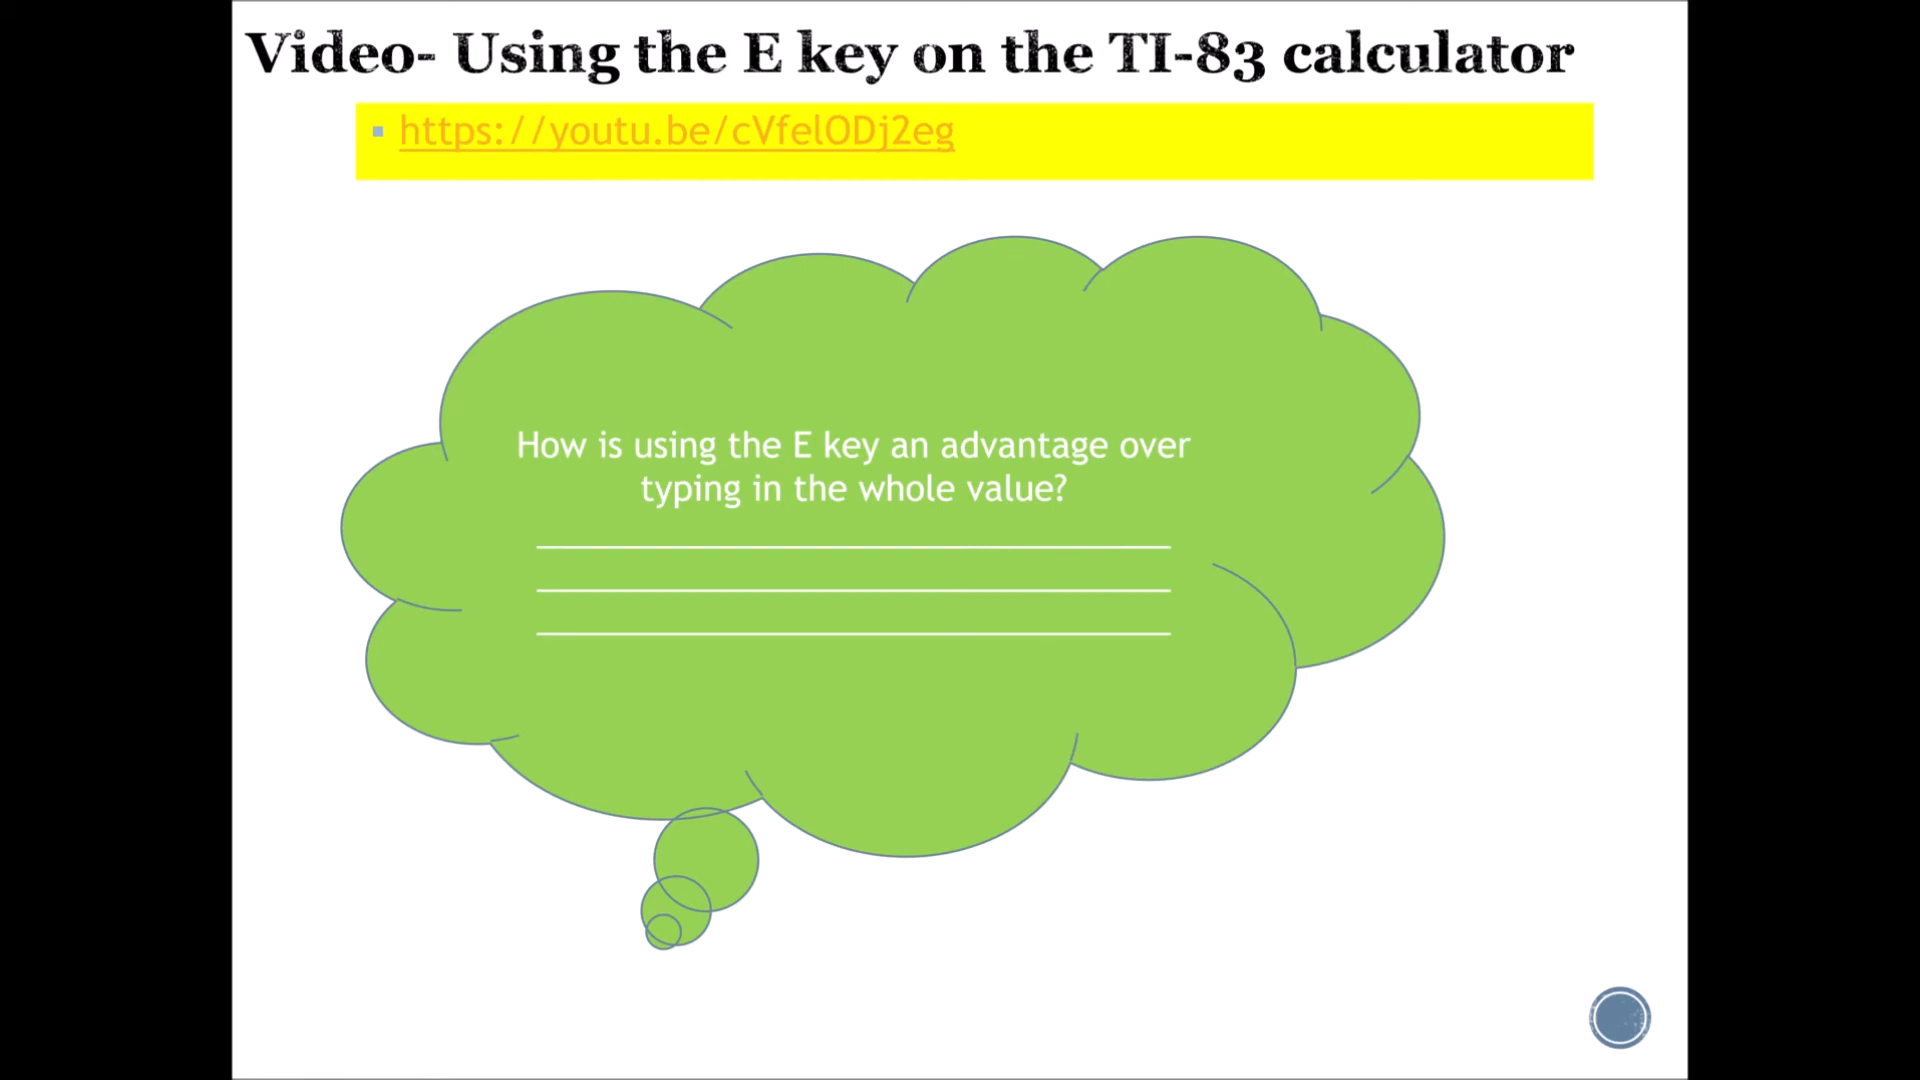 Video- Using the E key on the TI-83 calculator
https://youtu.be/cVfelODj2eg
How is using the E key an advantage over
typing in the whole value?